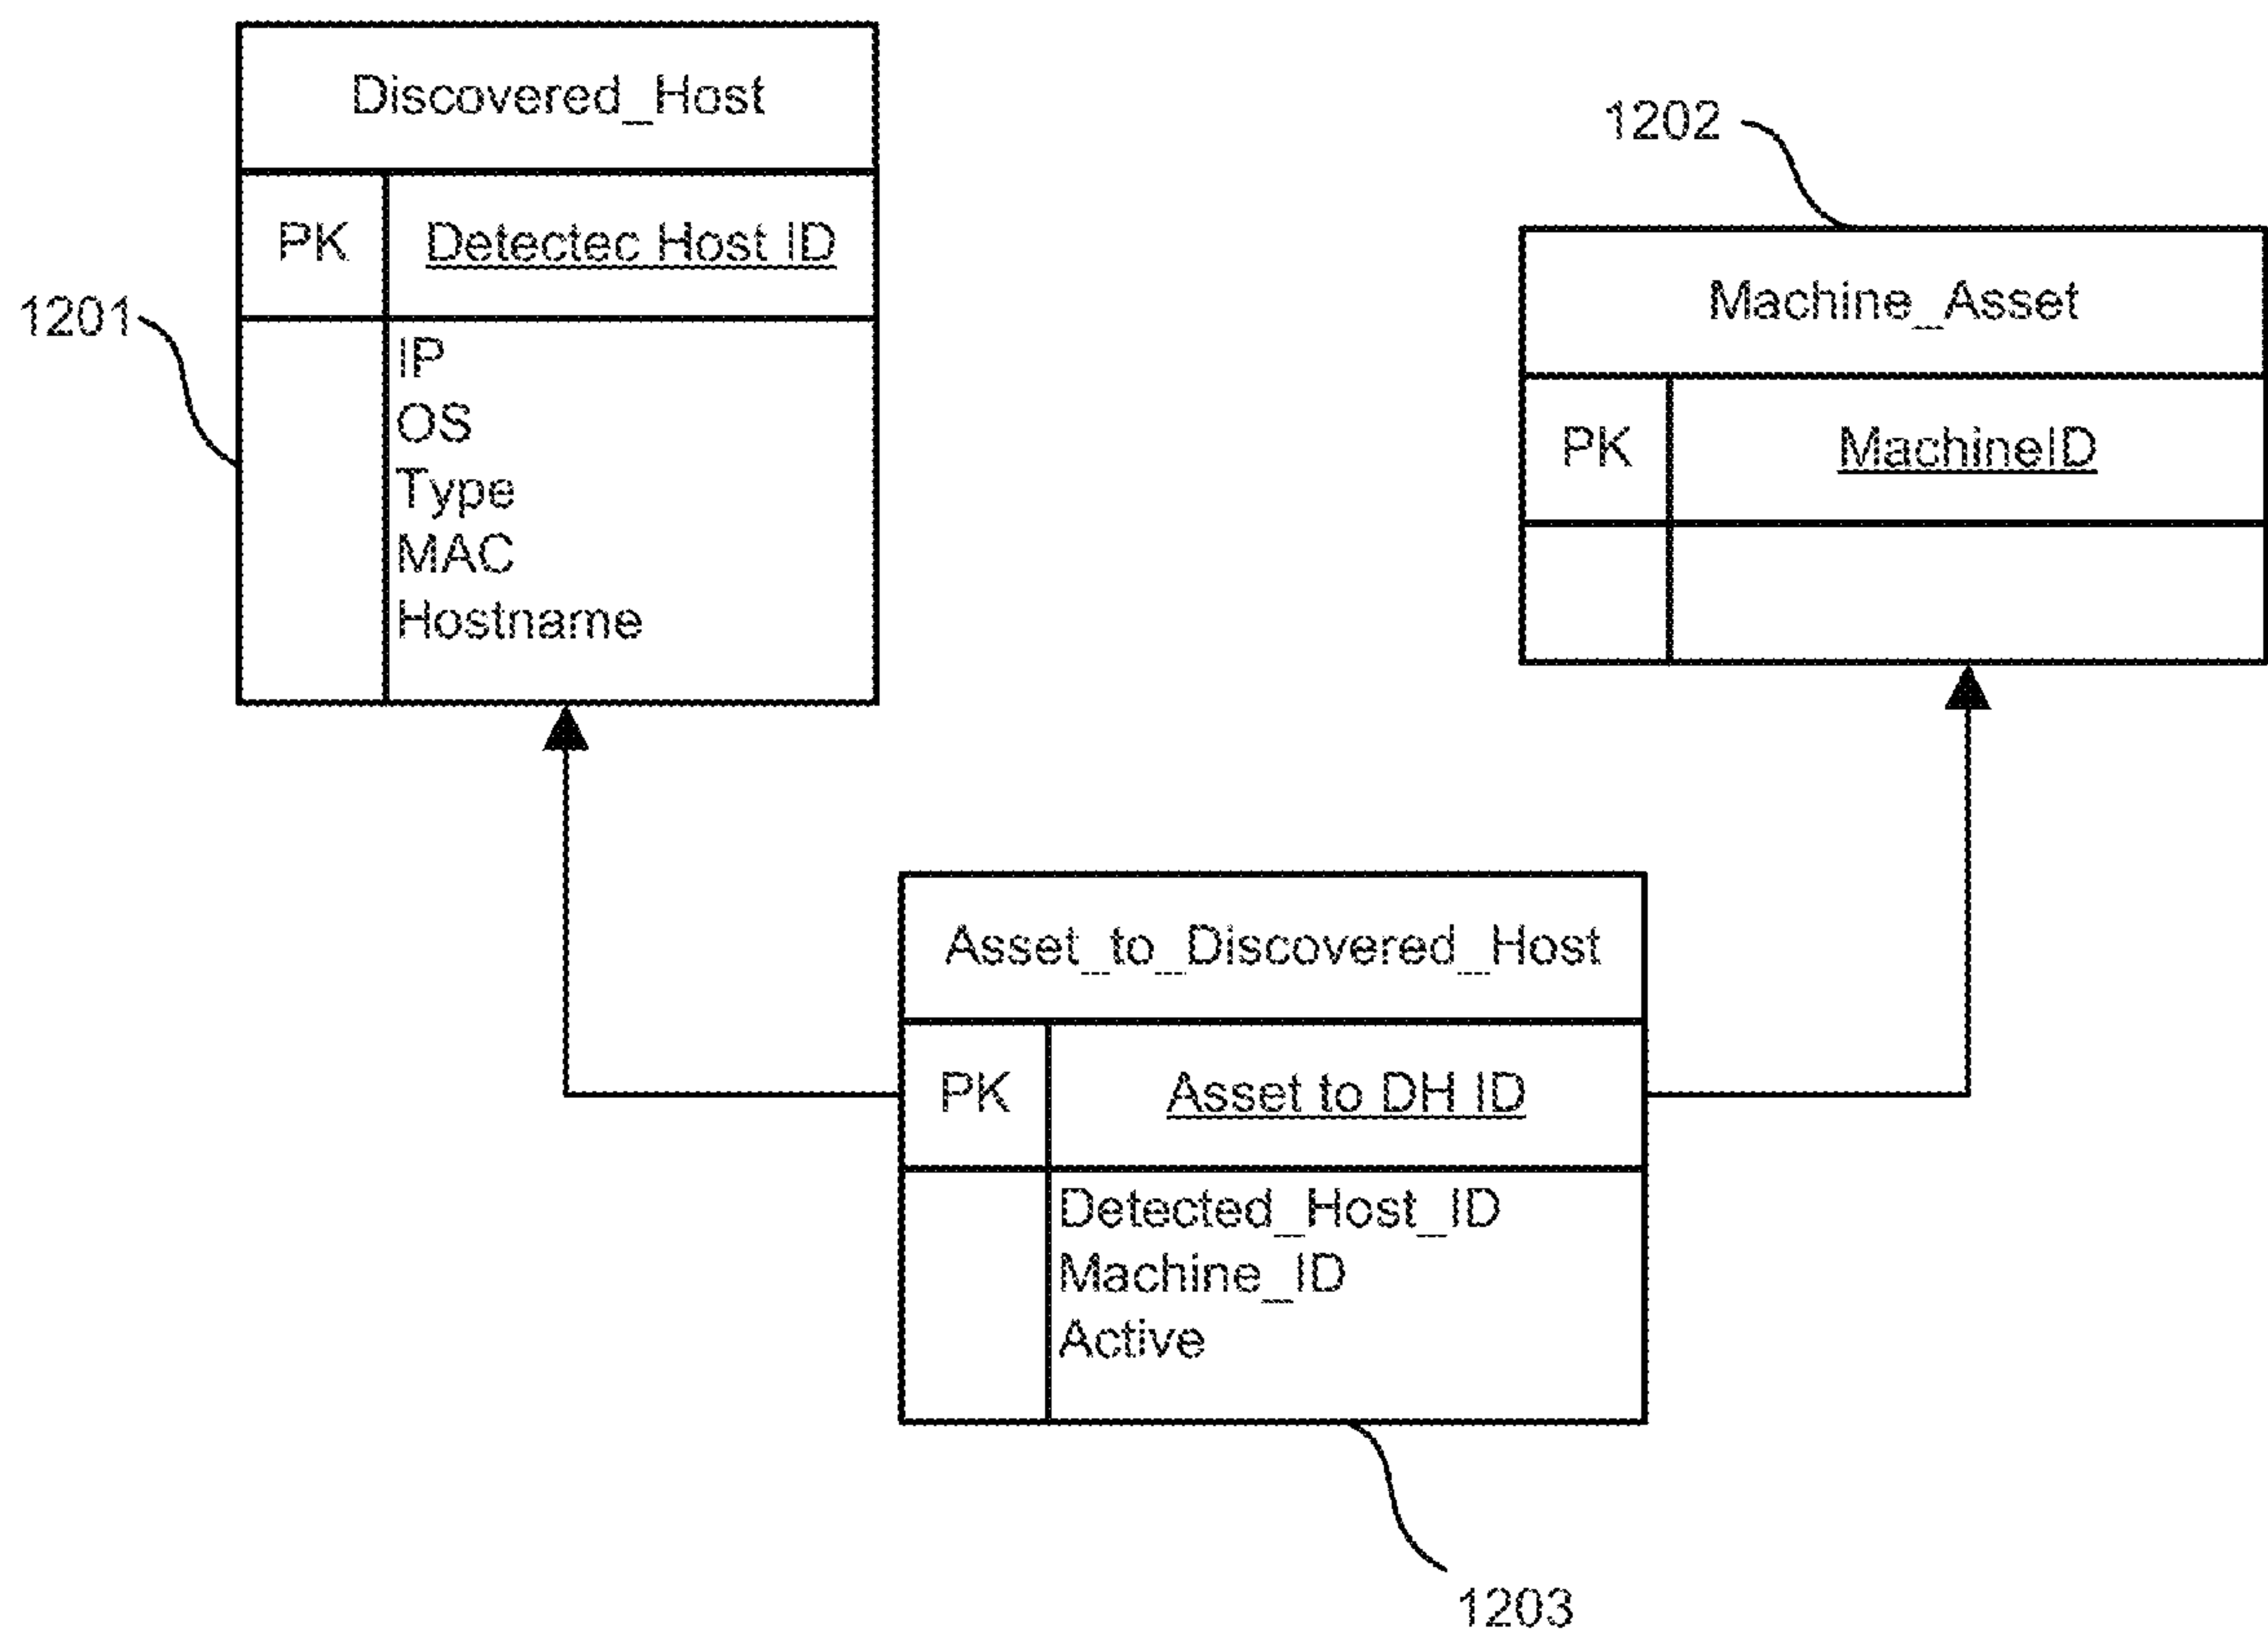 Discovered_Host
PK Detectec Host ID
1201
IP
OS
Type
MAC
Hostname
1202
Machine_Asset
PK MachineID
Asset_to_Discovered_Host
PK Asset to DH ID
Detected_Host_ID
Machine_ID
Active
1203